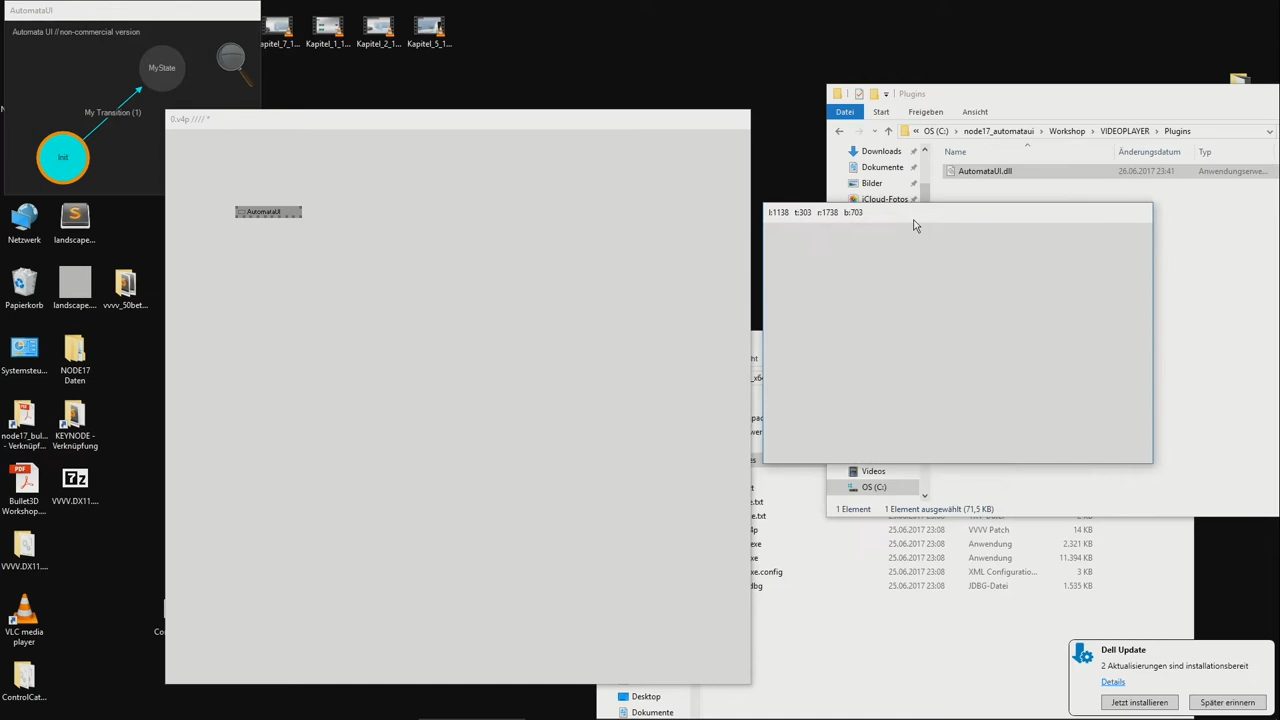 AutomataUI
Automata UI // non-commercial version
MyState
My Transition (1)
Init
Kapitel_7_1...
Kapitel_1_1...
Kapitel_2_1...
Kapitel_5_1...
Netzwerk
landscape....
Papierkorb
landscape....
vvvv_50bet...
Systemsteu...
NODE17
Daten
node17_bul...
- Verknüpf...
KEYNODE -
Verknüpfung
Bullet3D
Workshop....
VVVV.DX11....
VVVV.DX11....
VLC media
player
ControlCat...
0.v4p //// *
AutomataUI
Plugins
Datei
Start
Freigeben
Ansicht
« OS (C:) › node17_automataui › Workshop › VIDEOPLAYER › Plugins
Downloads
Dokumente
Bilder
iCloud-Fotos
Name
Änderungsdatum
Typ
AutomataUI.dll
26.06.2017 23:41
Anwendungserwe...
l:1138 t:303 r:1738 b:703
Videos
OS (C:)
1 Element
1 Element ausgewählt (71,5 KB)
25.06.2017 23:08
25.06.2017 23:08 VVVV Patch 14 KB
25.06.2017 23:08 Anwendung 2.321 KB
25.06.2017 23:08 Anwendung 11.394 KB
xe.config 25.06.2017 23:08 XML Configuratio... 3 KB
25.06.2017 23:08 JDBG-Datei 1.535 KB
Desktop
Dokumente
Dell Update
2 Aktualisierungen sind installationsbereit
Details
Jetzt installieren
Später erinnern